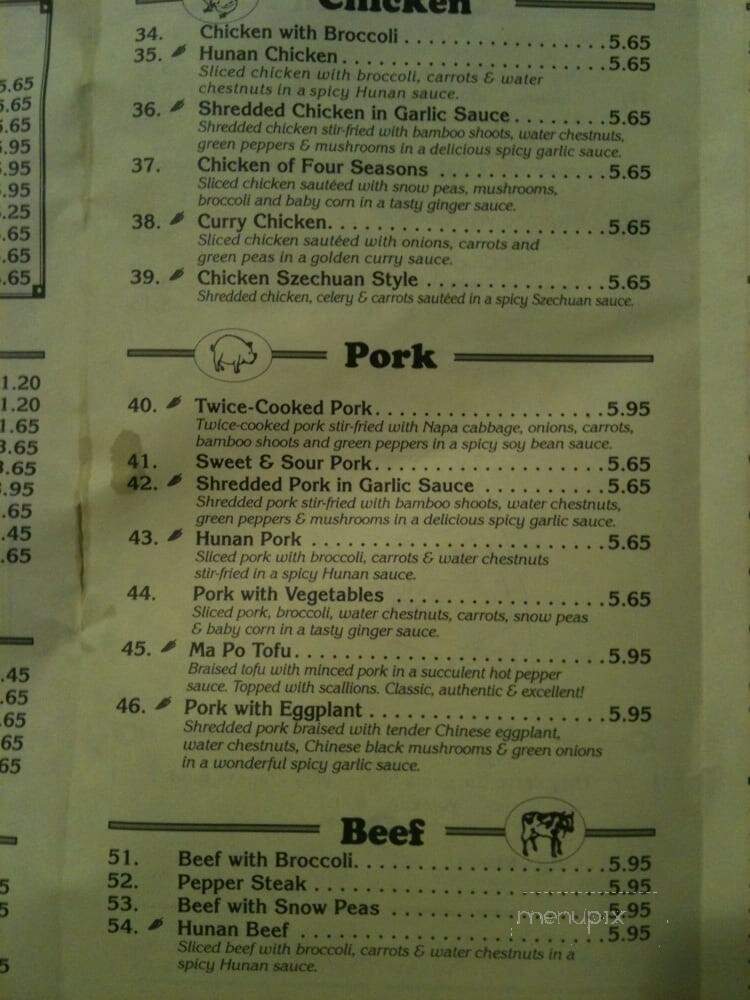 Chicken
34. Chicken with Broccoli . . . . . . . . . . . . . . . . . . 5.65
35. Hunan Chicken . . . . . . . . . . . . . . . . . . . . . . . 5.65
Sliced chicken with broccoli, carrots & water
chestnuts in a spicy Hunan sauce.
36. Shredded Chicken in Garlic Sauce . . . . . . . . 5.65
Shredded chicken stir-fried with bamboo shoots, water chestnuts,
green peppers & mushrooms in a delicious spicy garlic sauce.
37. Chicken of Four Seasons . . . . . . . . . . . . . . . 5.65
Sliced chicken sautéed with snow peas, mushrooms,
broccoli and baby corn in a tasty ginger sauce.
38. Curry Chicken. . . . . . . . . . . . . . . . . . . . . . . . 5.65
Sliced chicken sautéed with onions, carrots and
green peas in a golden curry sauce.
39. Chicken Szechuan Style . . . . . . . . . . . . . . . . 5.65
Shredded chicken, celery & carrots sautéed in a spicy Szechuan sauce.
Pork
40. Twice-Cooked Pork. . . . . . . . . . . . . . . . . . . . 5.95
Twice-cooked pork stir-fried with Napa cabbage, onions, carrots,
bamboo shoots and green peppers in a spicy soy bean sauce.
41. Sweet & Sour Pork. . . . . . . . . . . . . . . . . . . . 5.65
42. Shredded Pork in Garlic Sauce . . . . . . . . . . . 5.65
Shredded pork stir-fried with bamboo shoots, water chestnuts,
green peppers & mushrooms in a delicious spicy garlic sauce.
43. Hunan Pork . . . . . . . . . . . . . . . . . . . . . . . . . 5.65
Sliced pork with broccoli, carrots & water chestnuts
stir-fried in a spicy Hunan sauce.
44. Pork with Vegetables . . . . . . . . . . . . . . . . . . 5.65
Sliced pork, broccoli, water chestnuts, carrots, snow peas
& baby corn in a tasty ginger sauce.
45. Ma Po Tofu. . . . . . . . . . . . . . . . . . . . . . . . . . 5.95
Braised tofu with minced pork in a succulent hot pepper
sauce. Topped with scallions. Classic, authentic & excellent!
46. Pork with Eggplant . . . . . . . . . . . . . . . . . . . . 5.95
Shredded pork braised with tender Chinese eggplant,
water chestnuts, Chinese black mushrooms & green onions
in a wonderful spicy garlic sauce.
Beef
51. Beef with Broccoli. . . . . . . . . . . . . . . . . . . . . 5.95
52. Pepper Steak . . . . . . . . . . . . . . . . . . . . . . . . 5.95
53. Beef with Snow Peas . . . . . . . . . . . . . . . . . . 5.95
54. Hunan Beef . . . . . . . . . . . . . . . . . . . . . . . . . 5.95
Sliced beef with broccoli, carrots & water chestnuts in a
spicy Hunan sauce.
menupix